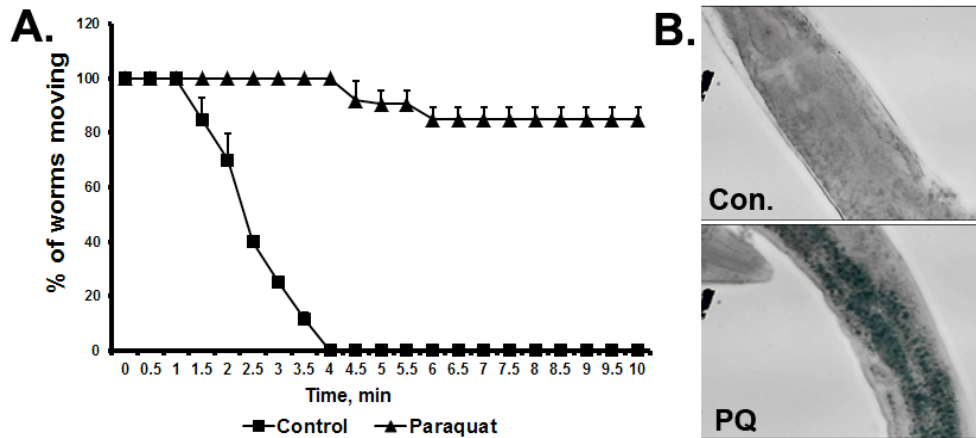 A.
120
100
80
60
40
20
0
% of worms moving
0 0.5 1 1.5 2 2.5 3 3.5 4 4.5 5 5.5 6 6.5 7 7.5 8 8.5 9 9.5 10
Time, min
Control Paraquat
B.
Con.
PQ